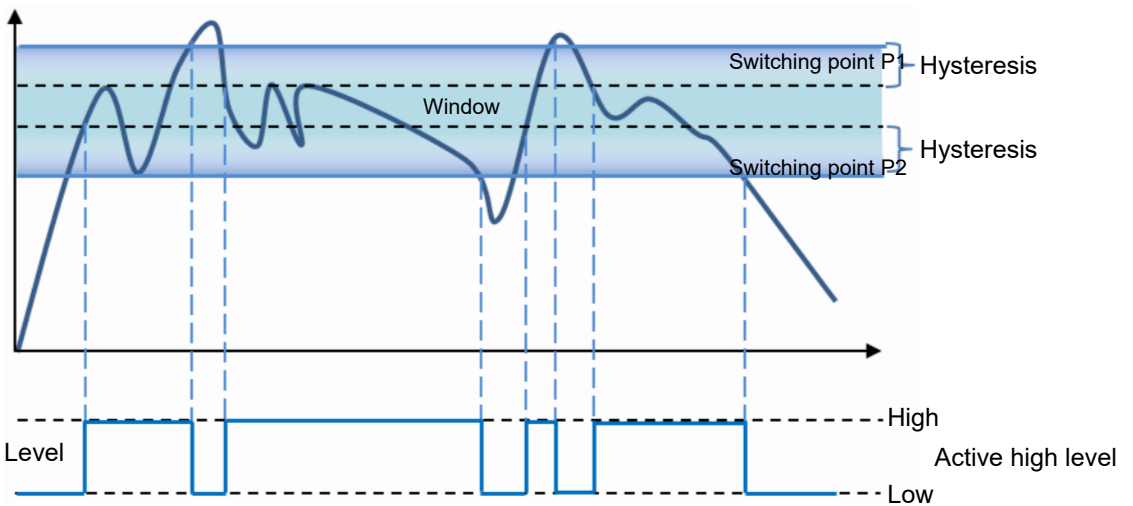 Switching point P1
Hysteresis
Window
Hysteresis
Switching point P2
High
Level
Active high level
Low